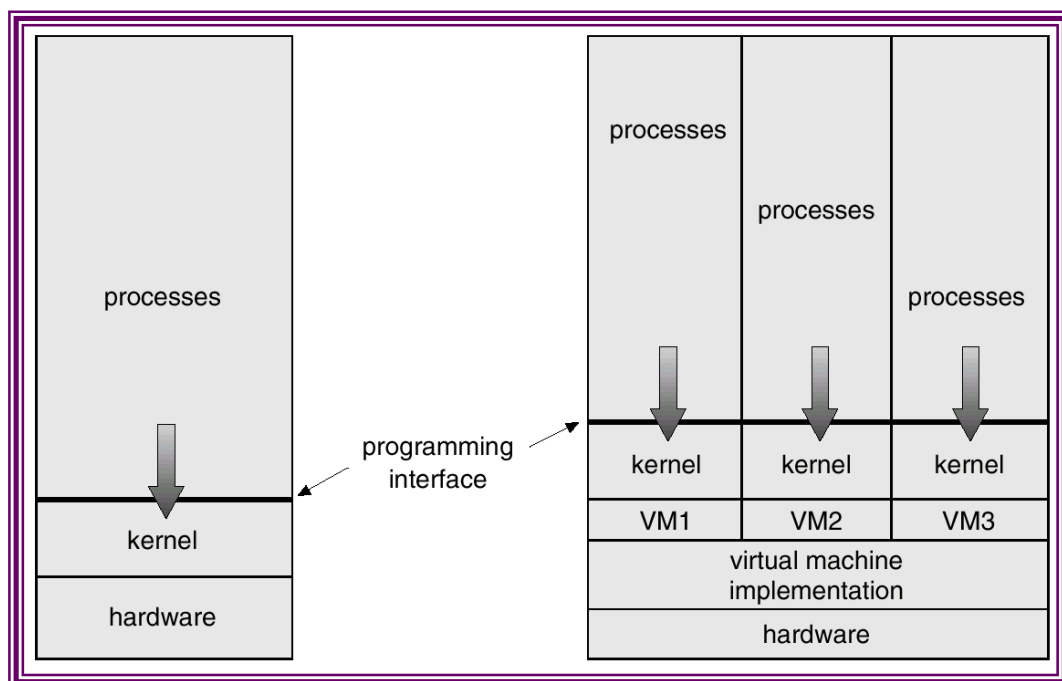 processes
kernel
hardware
programming
interface
processes
processes
processes
kernel
kernel
kernel
VM1
VM2
VM3
virtual machine
implementation
hardware